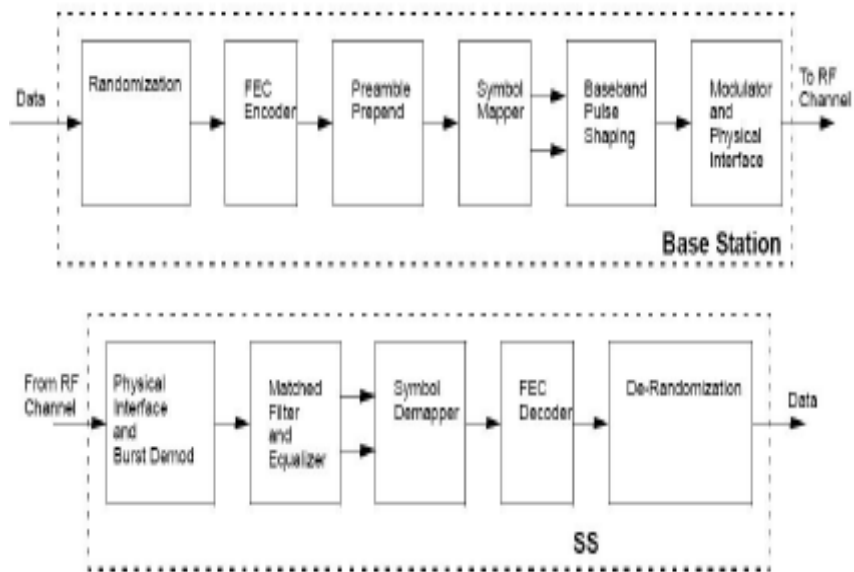 Data
Randomization
FEC
Encoder
Preamble
Prepend
Symbol
Mapper
Baseband
Pulse
Shaping
Modulator
and
Physical
Interface
To RF
Channel
Base Station
From RF
Channel
Physical
Interface
and
Burst Demod
Matched
Filter
and
Equalizer
Symbol
Demapper
FEC
Decoder
De-Randomization
Data
SS